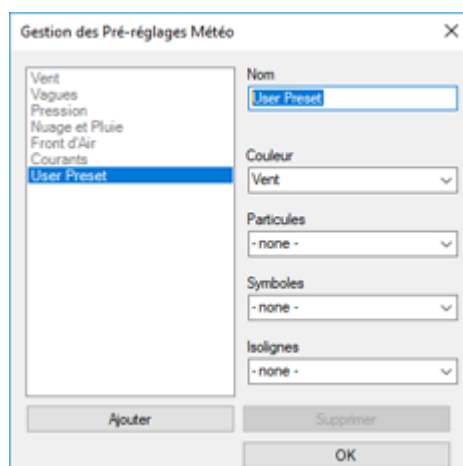 Gestion des Pré-réglages Météo
Vent
Vagues
Pression
Nuage et Pluie
Front d'Air
Courants
User Preset
Nom
User Preset
Couleur
Vent
Particules
- none -
Symboles
- none -
Isolignes
- none -
Ajouter
Supprimer
OK